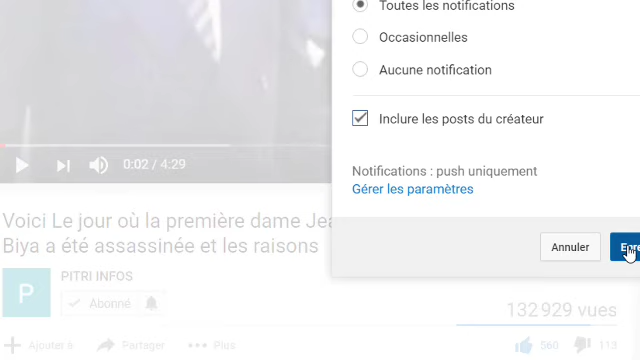 Toutes les notifications
Occasionnelles
Aucune notification
Inclure les posts du créateur
0:02 / 4:29
Notifications : push uniquement
Gérer les paramètres
Voici Le jour où la première dame Jea
Biya a été assassinée et les raisons
Annuler
PITRI INFOS
P
Abonné
132 929 vues
Ajouter à
Partager
Plus
560
113